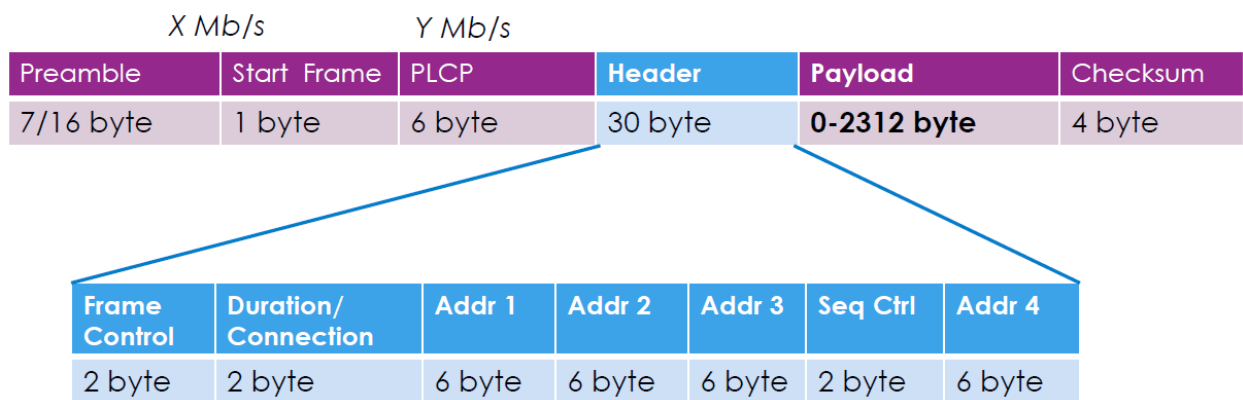 X Mb/s Y Mb/s
Preamble Start Frame PLCP Header Payload Checksum
7/16 byte 1 byte 6 byte 30 byte 0-2312 byte 4 byte
Frame Duration/ Addr 1 Addr 2 Addr 3 Seq Ctrl Addr 4
Control Connection
2 byte 2 byte 6 byte 6 byte 6 byte 2 byte 6 byte